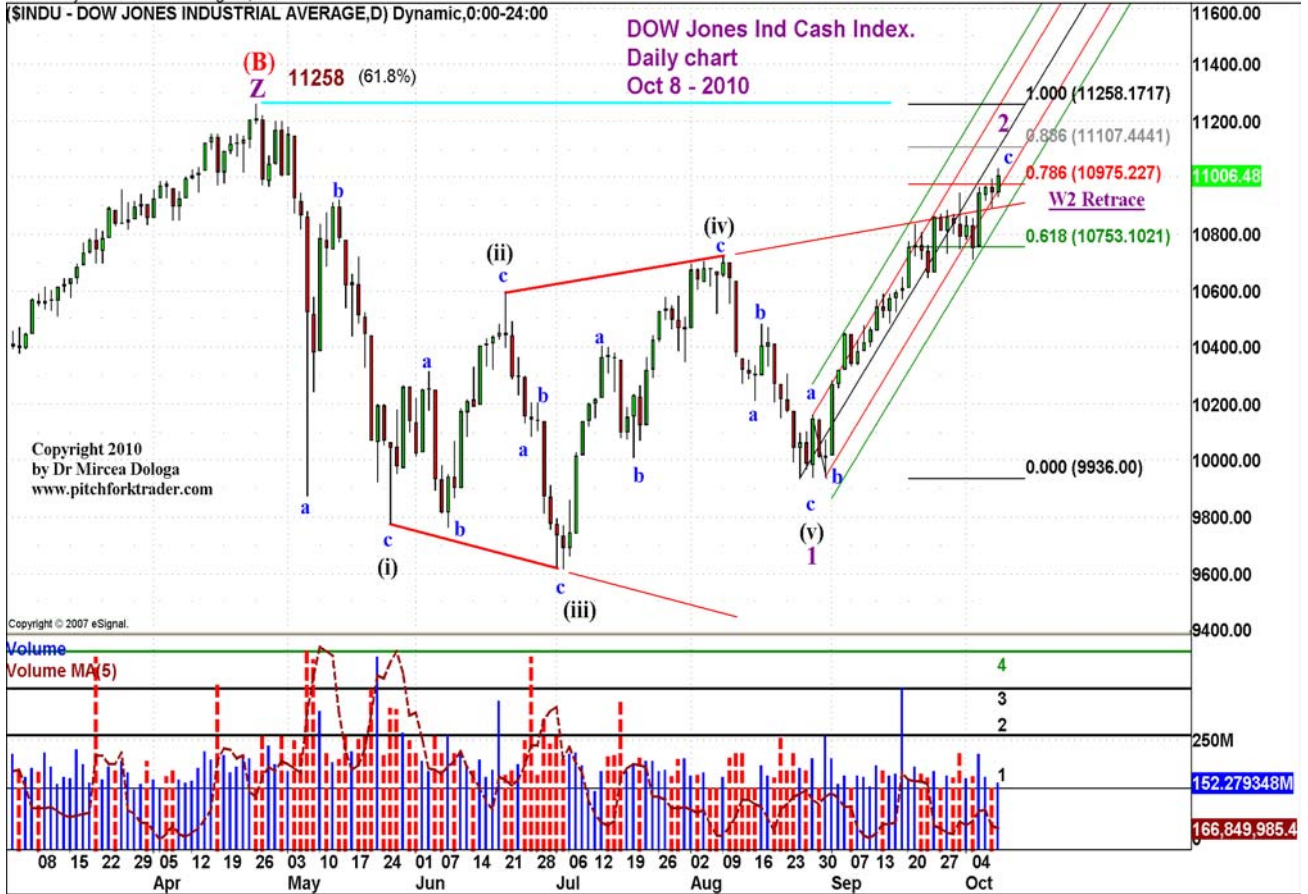 ($INDU - DOW JONES INDUSTRIAL AVERAGE,D) Dynamic,0:00-24:00
DOW Jones Ind Cash Index.
Daily chart
Oct 8 - 2010
(B)
Z
11258 (61.8%)
11600.00
11400.00
11200.00
11006.48
10800.00
10600.00
10400.00
10200.00
10000.00
9800.00
9600.00
9400.00
1.000 (11258.1717)
2
0.886 (11107.4441)
c
0.786 (10975.227)
W2 Retrace
0.618 (10753.1021)
0.000 (9936.00)
b
(ii)
c
(iv)
c
a
a
b
b
a
a
b
a
b
a
b
c
(i)
b
c
(iii)
c
(v)
1
Copyright 2010
by Dr Mircea Dologa
www.pitchforktrader.com
Copyright © 2007 eSignal.
Volume
Volume MA(5)
4
3
2
1
250M
152.279348M
166,849,985.4
0
08 15 22 29 05 12 19 26 03 10 17 24 01 07 14 21 28 06 12 19 26 02 09 16 23 30 07 13 20 27 04
Apr May Jun Jul Aug Sep Oct